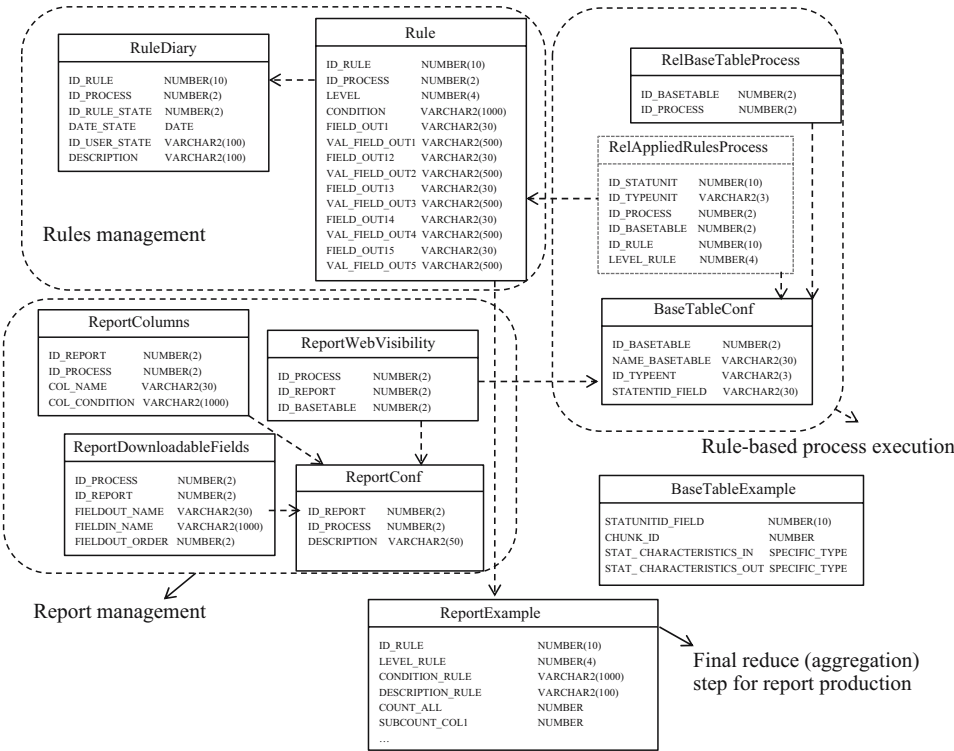 RuleDiary
ID_RULE NUMBER(10)
ID_PROCESS NUMBER(2)
ID_RULE_STATE NUMBER(2)
DATE_STATE DATE
ID_USER_STATE VARCHAR2(100)
DESCRIPTION VARCHAR2(100)
Rules management
Rule
ID_RULE NUMBER(10)
ID_PROCESS NUMBER(2)
LEVEL NUMBER(4)
CONDITION VARCHAR2(1000)
FIELD_OUT1 VARCHAR2(30)
VAL_FIELD_OUT1 VARCHAR2(500)
FIELD_OUT12 VARCHAR2(30)
VAL_FIELD_OUT2 VARCHAR2(500)
FIELD_OUT13 VARCHAR2(30)
VAL_FIELD_OUT3 VARCHAR2(500)
FIELD_OUT14 VARCHAR2(30)
VAL_FIELD_OUT4 VARCHAR2(500)
FIELD_OUT15 VARCHAR2(30)
VAL_FIELD_OUT5 VARCHAR2(500)
RelBaseTableProcess
ID_BASETABLE NUMBER(2)
ID_PROCESS NUMBER(2)
RelAppliedRulesProcess
ID_STATUNIT NUMBER(10)
ID_TYPEUNIT VARCHAR2(3)
ID_PROCESS NUMBER(2)
ID_BASETABLE NUMBER(2)
ID_RULE NUMBER(10)
LEVEL_RULE NUMBER(4)
BaseTableConf
ID_BASETABLE NUMBER(2)
NAME_BASETABLE VARCHAR2(30)
ID_TYPEENT VARCHAR2(3)
STATENTID_FIELD VARCHAR2(30)
Rule-based process execution
ReportColumns
ID_REPORT NUMBER(2)
ID_PROCESS NUMBER(2)
COL_NAME VARCHAR2(30)
COL_CONDITION VARCHAR2(1000)
ReportWebVisibility
ID_PROCESS NUMBER(2)
ID_REPORT NUMBER(2)
ID_BASETABLE NUMBER(2)
ReportDownloadableFields
ID_PROCESS NUMBER(2)
ID_REPORT NUMBER(2)
FIELDOUT_NAME VARCHAR2(30)
FIELDIN_NAME VARCHAR2(1000)
FIELDOUT_ORDER NUMBER(2)
ReportConf
ID_REPORT NUMBER(2)
ID_PROCESS NUMBER(2)
DESCRIPTION VARCHAR2(50)
Report management
BaseTableExample
STATUNITID_FIELD NUMBER(10)
CHUNK_ID NUMBER
STAT_ CHARACTERISTICS_IN SPECIFIC_TYPE
STAT_ CHARACTERISTICS_OUT SPECIFIC_TYPE
ReportExample
ID_RULE NUMBER(10)
LEVEL_RULE NUMBER(4)
CONDITION_RULE VARCHAR2(1000)
DESCRIPTION_RULE VARCHAR2(100)
COUNT_ALL NUMBER
SUBCOUNT_COL1 NUMBER
…
Final reduce (aggregation)
step for report production